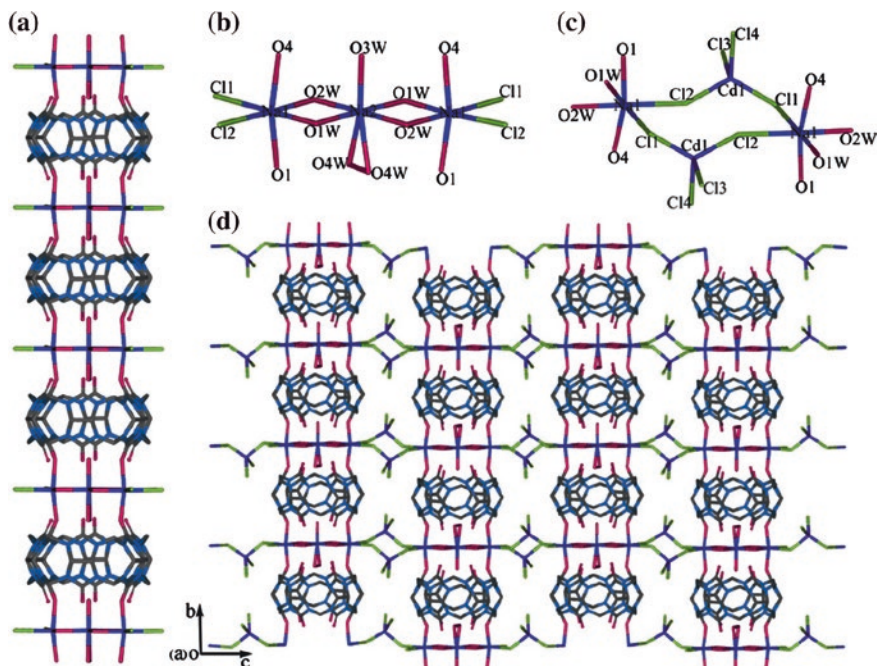 (a)
(b)
O4 O3W O4
Cl1 O2W O1W Cl1
Cl2 O1W O2W Cl2
O4W
O1 O4W O1
(c)
Cl4
Cl3
O1
O1W Cl2 Cd1 O4
Cl1
O2W
Cl1 Cd1 Cl2 O2W
O4 O1W
Cl3 O1
Cl4
(d)
b
(a)O c